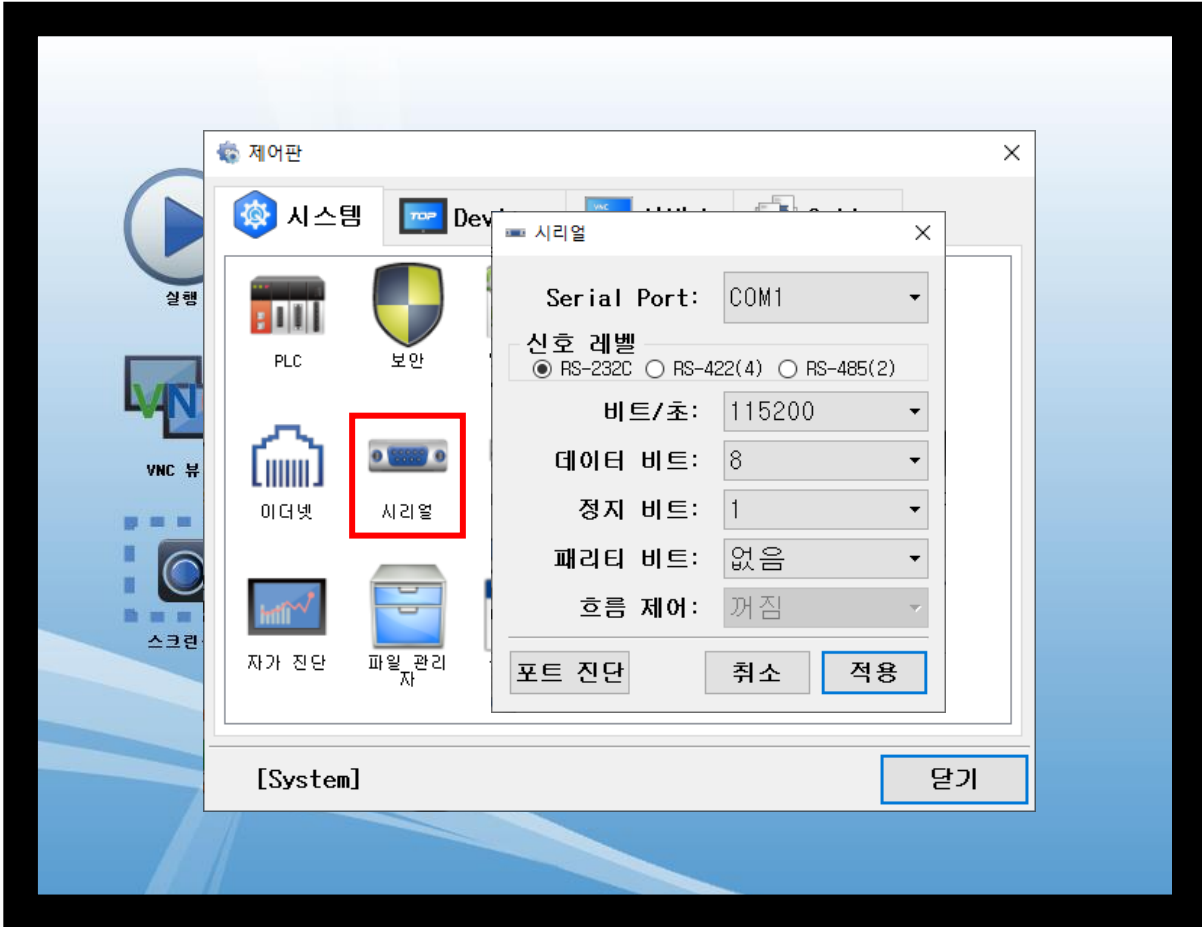 제어판
시스템
TOP
Dev
VNC
시리얼
Serial Port: COM1
신호 레벨
RS-232C RS-422(4) RS-485(2)
비트/초: 115200
데이터 비트: 8
정지 비트: 1
패리티 비트: 없음
흐름 제어: 꺼짐
포트 진단 취소 적용
실행
PLC 보안
VNC 뷰
VN
이더넷 시리얼
스크린
자가 진단 파일 관리
자
[System]
닫기